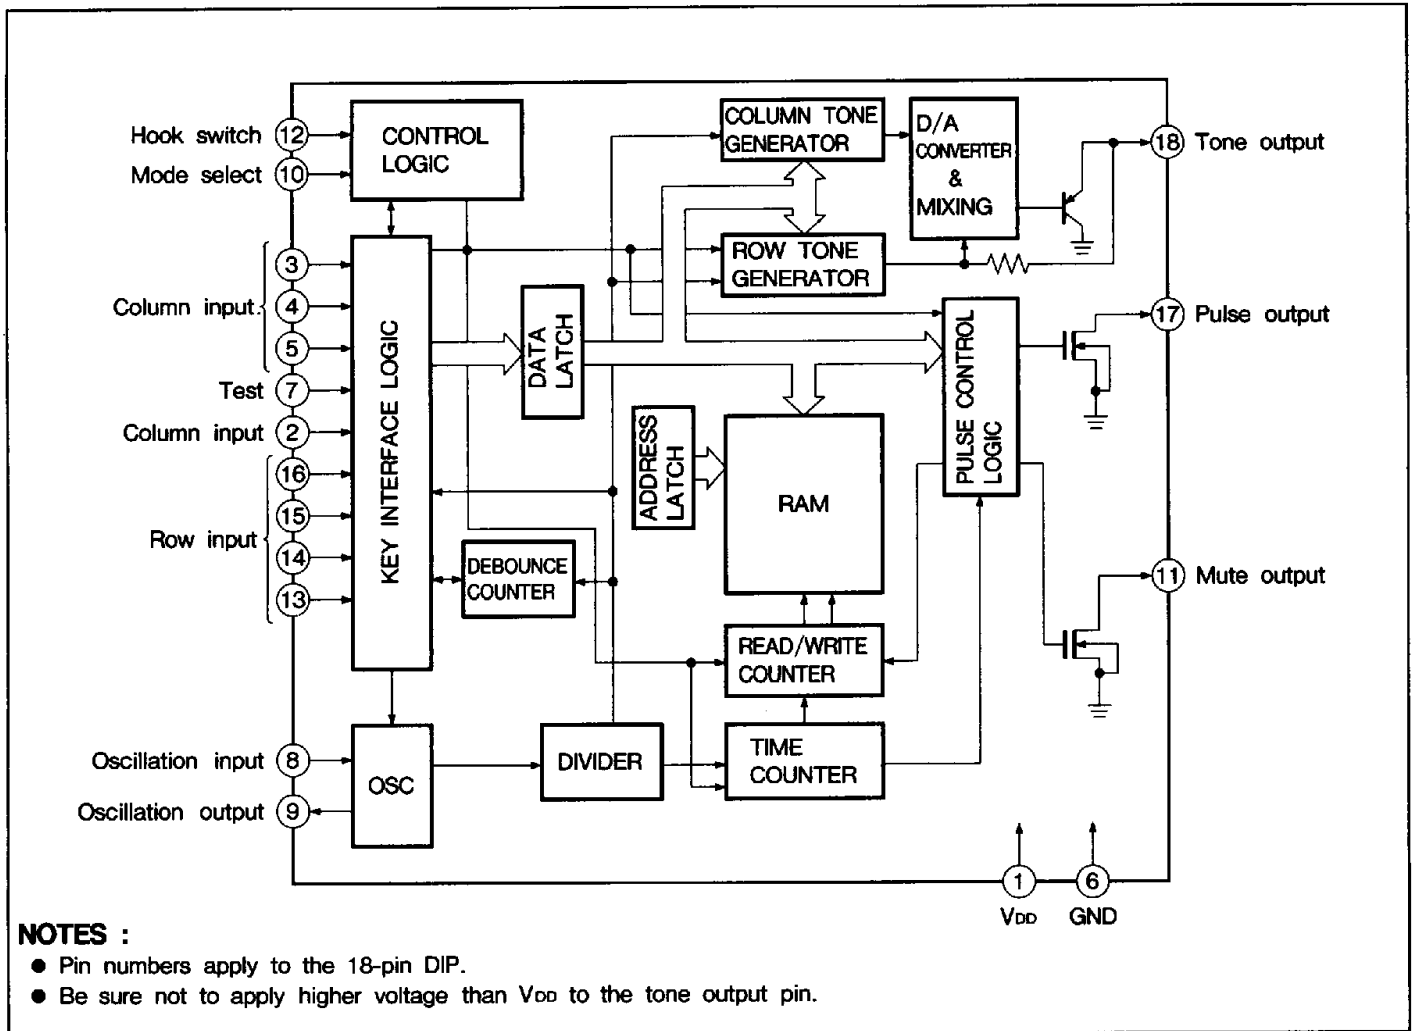 Hook switch 12
Mode select 10
CONTROL
LOGIC
3
Column input
4
5
Test 7
Column input 2
16
15
Row input
14
13
KEY INTERFACE LOGIC
DATA
LATCH
ADDRESS
LATCH
DEBOUNCE
COUNTER
Oscillation input 8
Oscillation output 9
OSC
DIVIDER
COLUMN TONE
GENERATOR
ROW TONE
GENERATOR
D/A
CONVERTER
&
MIXING
RAM
READ/WRITE
COUNTER
TIME
COUNTER
PULSE CONTROL
LOGIC
18 Tone output
17 Pulse output
11 Mute output
1
VDD
6
GND
NOTES :
● Pin numbers apply to the 18-pin DIP.
● Be sure not to apply higher voltage than VDD to the tone output pin.